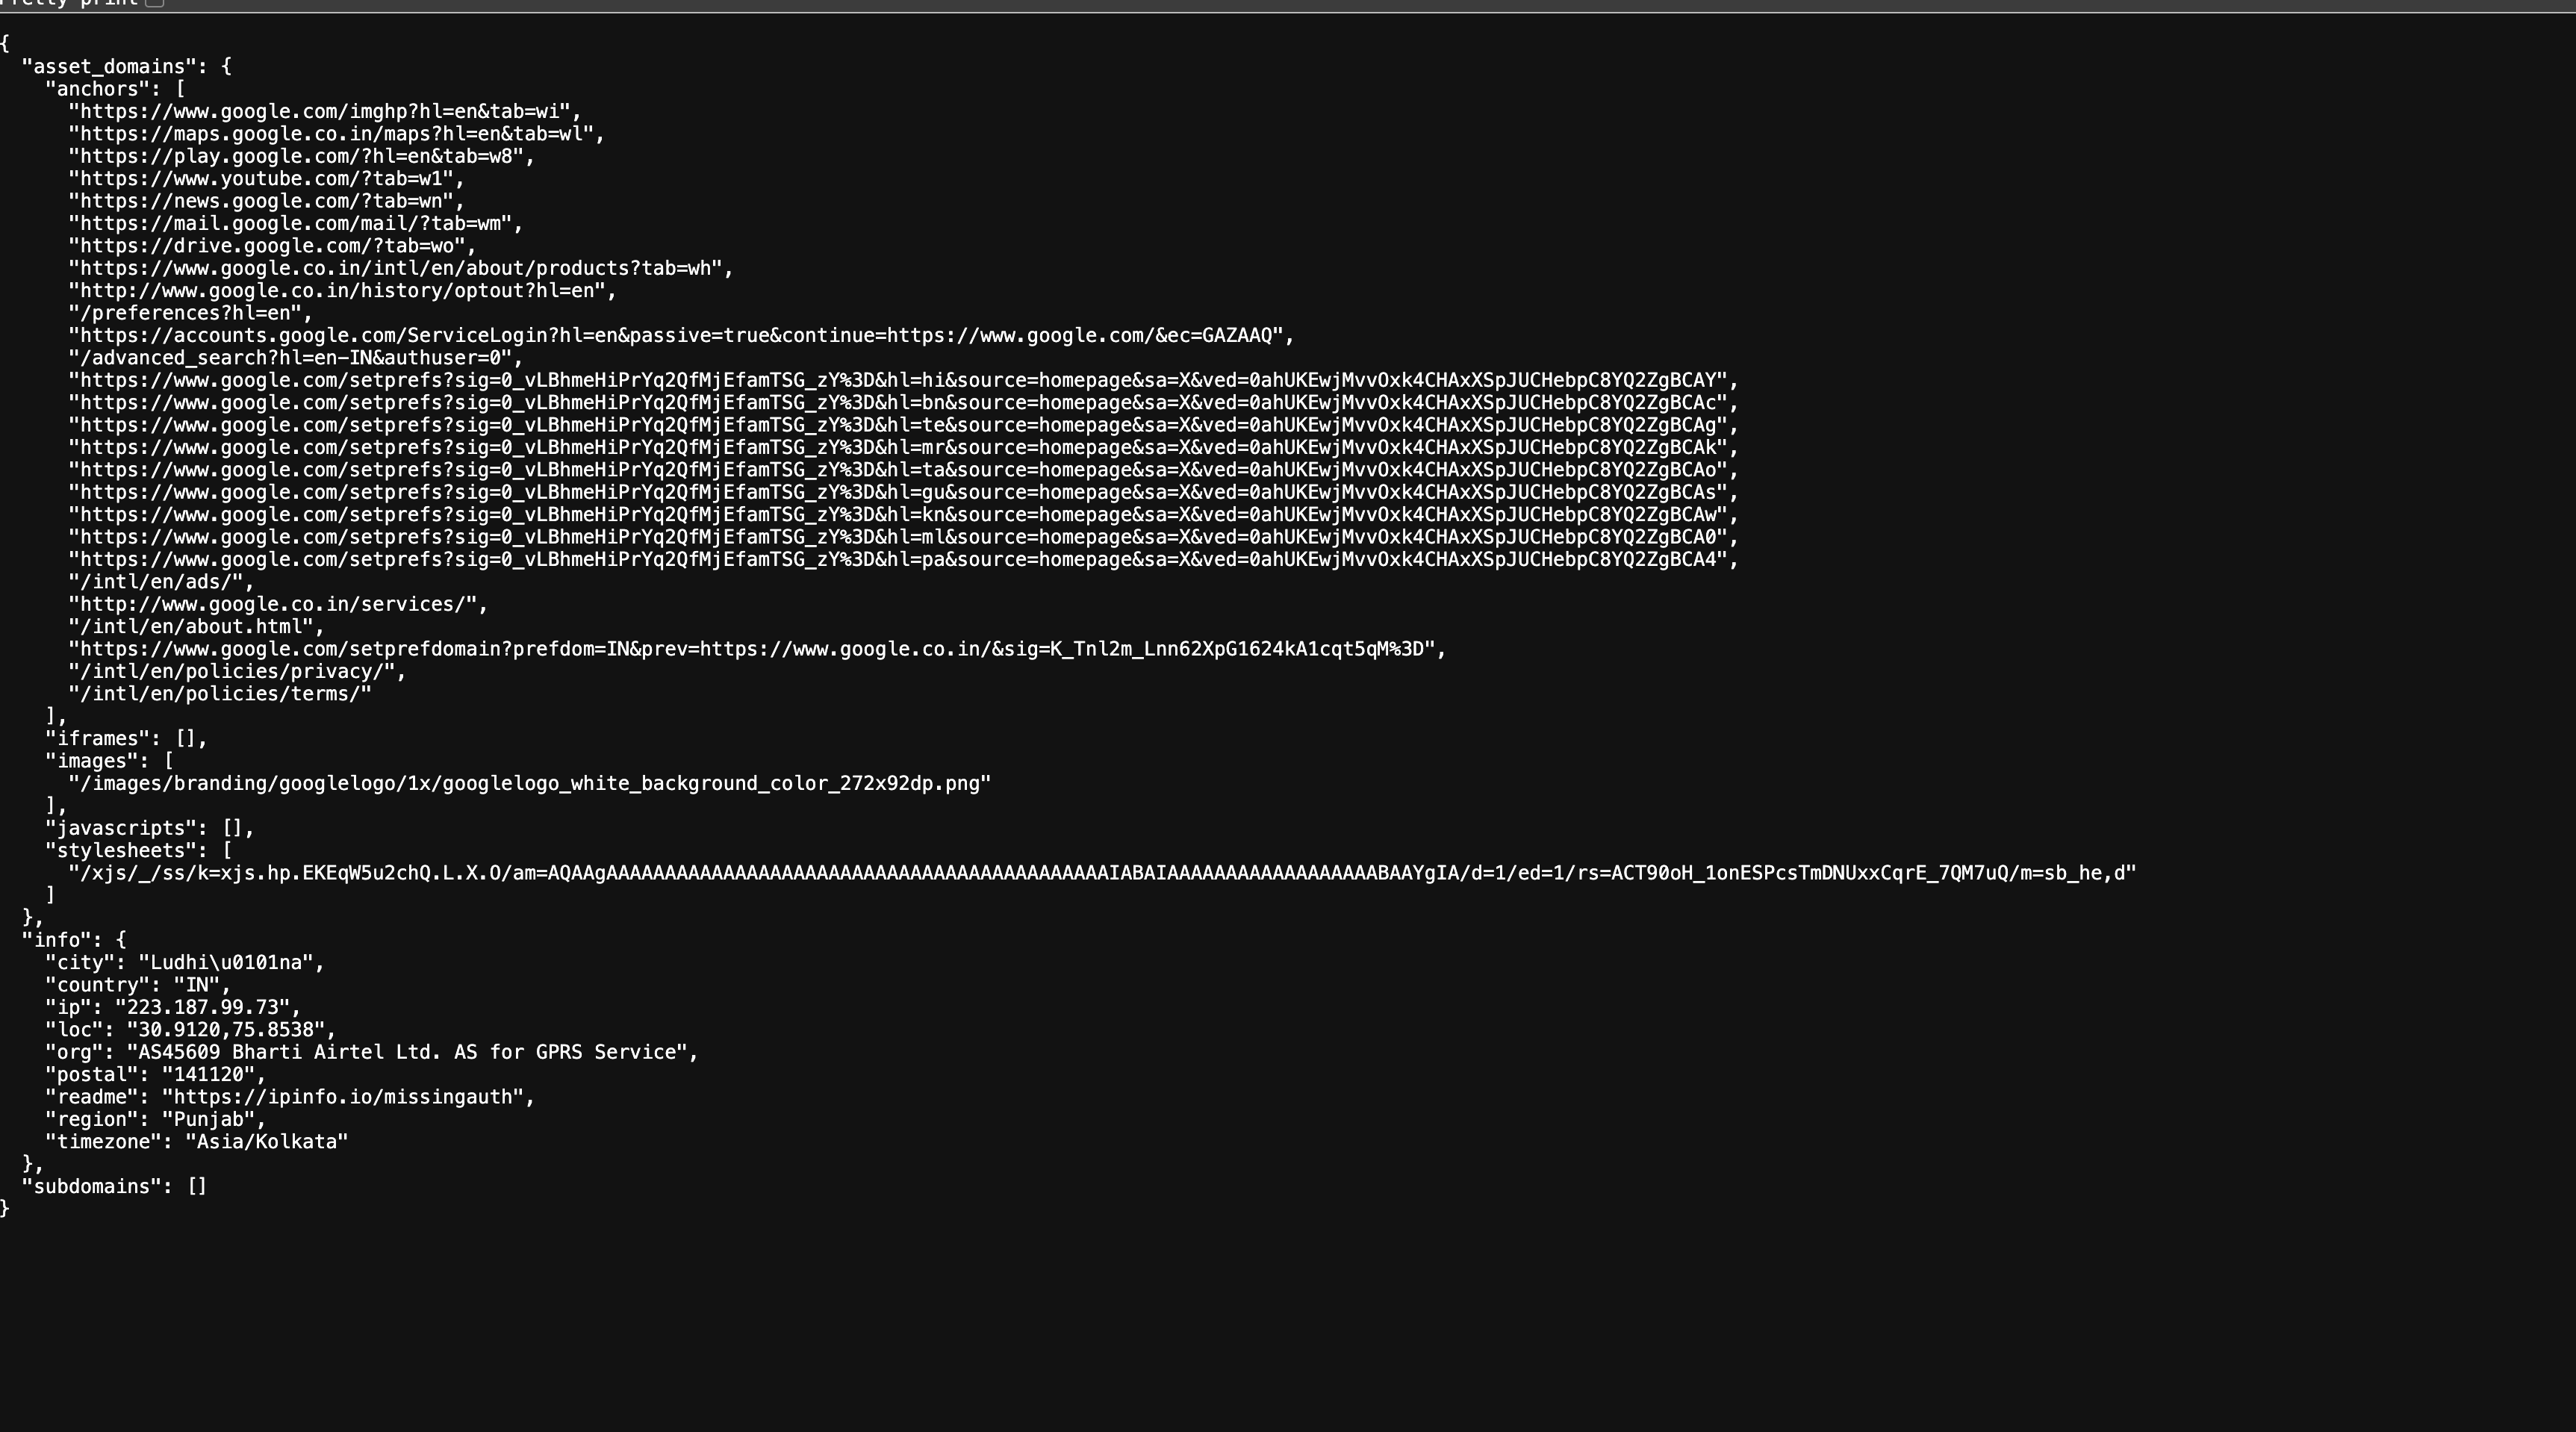 Pretty print
{
  "asset_domains": {
    "anchors": [
      "https://www.google.com/imghp?hl=en&tab=wi",
      "https://maps.google.co.in/maps?hl=en&tab=wl",
      "https://play.google.com/?hl=en&tab=w8",
      "https://www.youtube.com/?tab=w1",
      "https://news.google.com/?tab=wn",
      "https://mail.google.com/mail/?tab=wm",
      "https://drive.google.com/?tab=wo",
      "https://www.google.co.in/intl/en/about/products?tab=wh",
      "http://www.google.co.in/history/optout?hl=en",
      "/preferences?hl=en",
      "https://accounts.google.com/ServiceLogin?hl=en&passive=true&continue=https://www.google.com/&ec=GAZAAQ",
      "/advanced_search?hl=en-IN&authuser=0",
      "https://www.google.com/setprefs?sig=0_vLBhmeHiPrYq2QfMjEfamTSG_zY%3D&hl=hi&source=homepage&sa=X&ved=0ahUKEwjMvvOxk4CHAxXSpJUCHebpC8YQ2ZgBCAY",
      "https://www.google.com/setprefs?sig=0_vLBhmeHiPrYq2QfMjEfamTSG_zY%3D&hl=bn&source=homepage&sa=X&ved=0ahUKEwjMvvOxk4CHAxXSpJUCHebpC8YQ2ZgBCAc",
      "https://www.google.com/setprefs?sig=0_vLBhmeHiPrYq2QfMjEfamTSG_zY%3D&hl=te&source=homepage&sa=X&ved=0ahUKEwjMvvOxk4CHAxXSpJUCHebpC8YQ2ZgBCAg",
      "https://www.google.com/setprefs?sig=0_vLBhmeHiPrYq2QfMjEfamTSG_zY%3D&hl=mr&source=homepage&sa=X&ved=0ahUKEwjMvvOxk4CHAxXSpJUCHebpC8YQ2ZgBCAk",
      "https://www.google.com/setprefs?sig=0_vLBhmeHiPrYq2QfMjEfamTSG_zY%3D&hl=ta&source=homepage&sa=X&ved=0ahUKEwjMvvOxk4CHAxXSpJUCHebpC8YQ2ZgBCAo",
      "https://www.google.com/setprefs?sig=0_vLBhmeHiPrYq2QfMjEfamTSG_zY%3D&hl=gu&source=homepage&sa=X&ved=0ahUKEwjMvvOxk4CHAxXSpJUCHebpC8YQ2ZgBCAs",
      "https://www.google.com/setprefs?sig=0_vLBhmeHiPrYq2QfMjEfamTSG_zY%3D&hl=kn&source=homepage&sa=X&ved=0ahUKEwjMvvOxk4CHAxXSpJUCHebpC8YQ2ZgBCAw",
      "https://www.google.com/setprefs?sig=0_vLBhmeHiPrYq2QfMjEfamTSG_zY%3D&hl=ml&source=homepage&sa=X&ved=0ahUKEwjMvvOxk4CHAxXSpJUCHebpC8YQ2ZgBCA0",
      "https://www.google.com/setprefs?sig=0_vLBhmeHiPrYq2QfMjEfamTSG_zY%3D&hl=pa&source=homepage&sa=X&ved=0ahUKEwjMvvOxk4CHAxXSpJUCHebpC8YQ2ZgBCA4",
      "/intl/en/ads/",
      "http://www.google.co.in/services/",
      "/intl/en/about.html",
      "https://www.google.com/setprefdomain?prefdom=IN&prev=https://www.google.co.in/&sig=K_Tnl2m_Lnn62XpG1624kA1cqt5qM%3D",
      "/intl/en/policies/privacy/",
      "/intl/en/policies/terms/"
    ],
    "iframes": [],
    "images": [
      "/images/branding/googlelogo/1x/googlelogo_white_background_color_272x92dp.png"
    ],
    "javascripts": [],
    "stylesheets": [
      "/xjs/_/ss/k=xjs.hp.EKEqW5u2chQ.L.X.O/am=AQAAgAAAAAAAAAAAAAAAAAAAAAAAAAAAAAAAAAAAAAAAAAAAIABAIAAAAAAAAAAAAAAAAAAABAAYgIA/d=1/ed=1/rs=ACT90oH_1onESPcsTmDNUxxCqrE_7QM7uQ/m=sb_he,d"
    ]
  },
  "info": {
    "city": "Ludhi\u0101na",
    "country": "IN",
    "ip": "223.187.99.73",
    "loc": "30.9120,75.8538",
    "org": "AS45609 Bharti Airtel Ltd. AS for GPRS Service",
    "postal": "141120",
    "readme": "https://ipinfo.io/missingauth",
    "region": "Punjab",
    "timezone": "Asia/Kolkata"
  },
  "subdomains": []
}